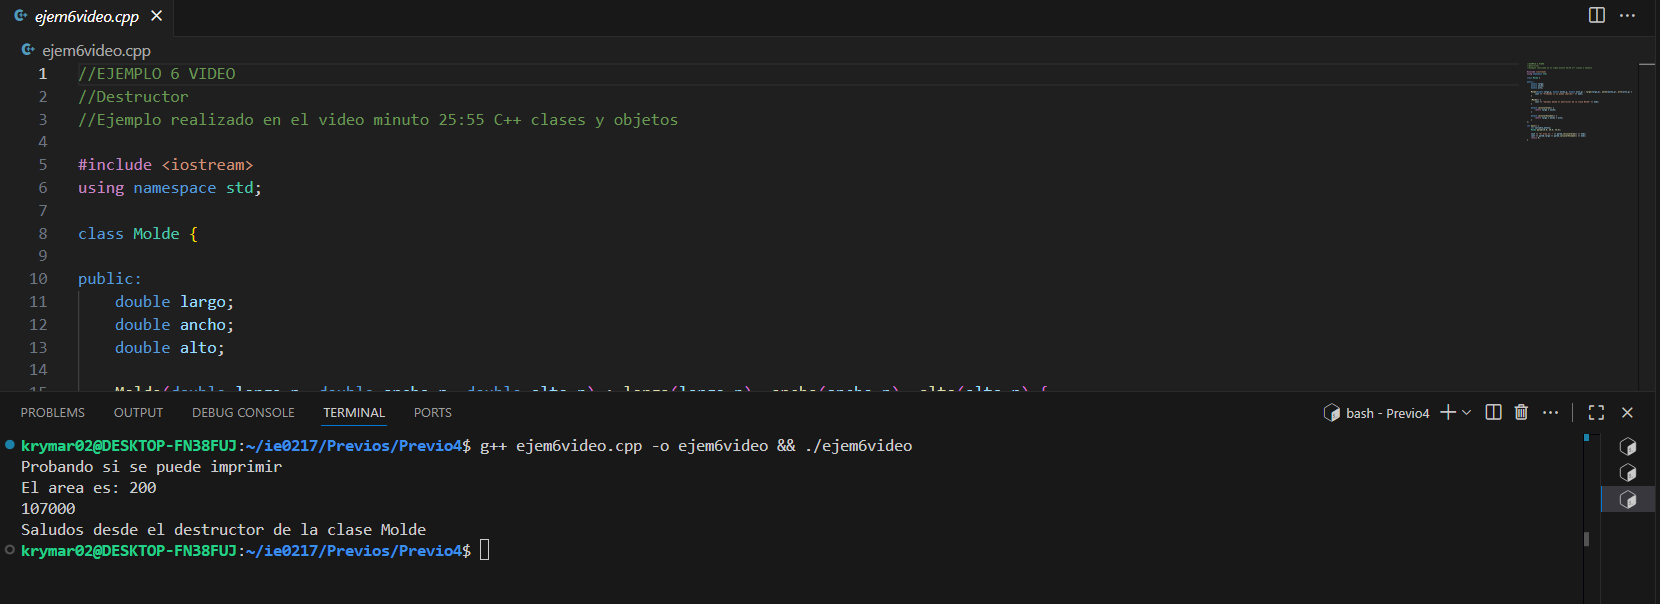 ejem6video.cpp
ejem6video.cpp
1 //EJEMPLO 6 VIDEO
2 //Destructor
3 //Ejemplo realizado en el video minuto 25:55 C++ clases y objetos
4
5 #include <iostream>
6 using namespace std;
7
8 class Molde {
9
10 public:
11 double largo;
12 double ancho;
13 double alto;
14
PROBLEMS OUTPUT DEBUG CONSOLE TERMINAL PORTS
bash - Previo4
krymar02@DESKTOP-FN38FUJ:~/ie0217/Previos/Previo4$ g++ ejem6video.cpp -o ejem6video && ./ejem6video
Probando si se puede imprimir
El area es: 200
107000
Saludos desde el destructor de la clase Molde
krymar02@DESKTOP-FN38FUJ:~/ie0217/Previos/Previo4$